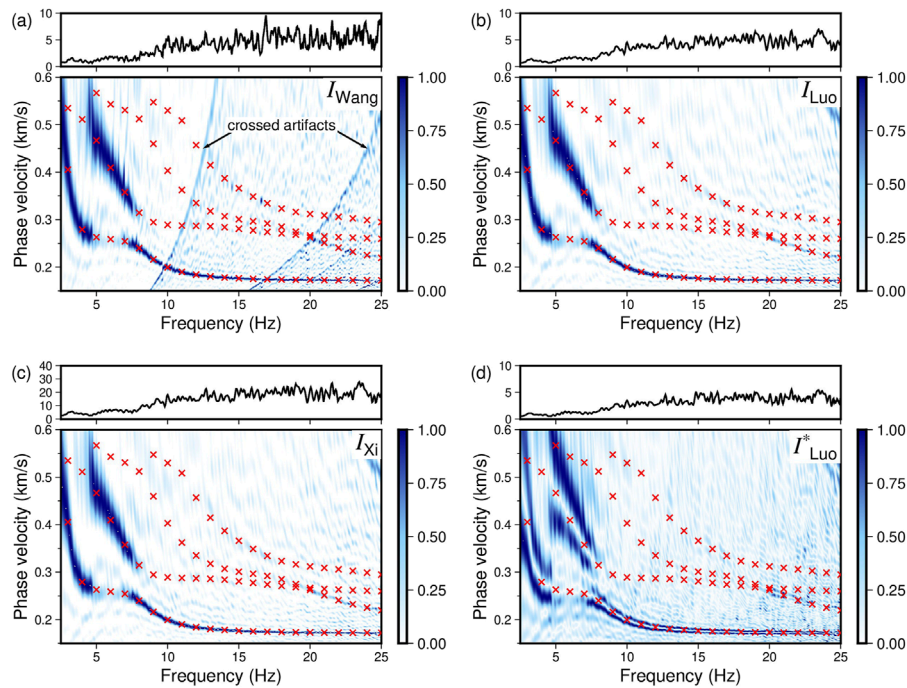 (a)
10
5
0
0.6
0.5
0.4
0.3
0.2
Phase velocity (km/s)
I Wang
crossed artifacts
5 10 15 20 25
Frequency (Hz)
1.00
0.75
0.50
0.25
0.00
(b)
10
5
0
0.6
0.5
0.4
0.3
0.2
Phase velocity (km/s)
I Luo
5 10 15 20 25
Frequency (Hz)
1.00
0.75
0.50
0.25
0.00
(c)
40
30
20
10
0
0.6
0.5
0.4
0.3
0.2
Phase velocity (km/s)
I Xi
5 10 15 20 25
Frequency (Hz)
1.00
0.75
0.50
0.25
0.00
(d)
10
5
0
0.6
0.5
0.4
0.3
0.2
Phase velocity (km/s)
I* Luo
5 10 15 20 25
Frequency (Hz)
1.00
0.75
0.50
0.25
0.00